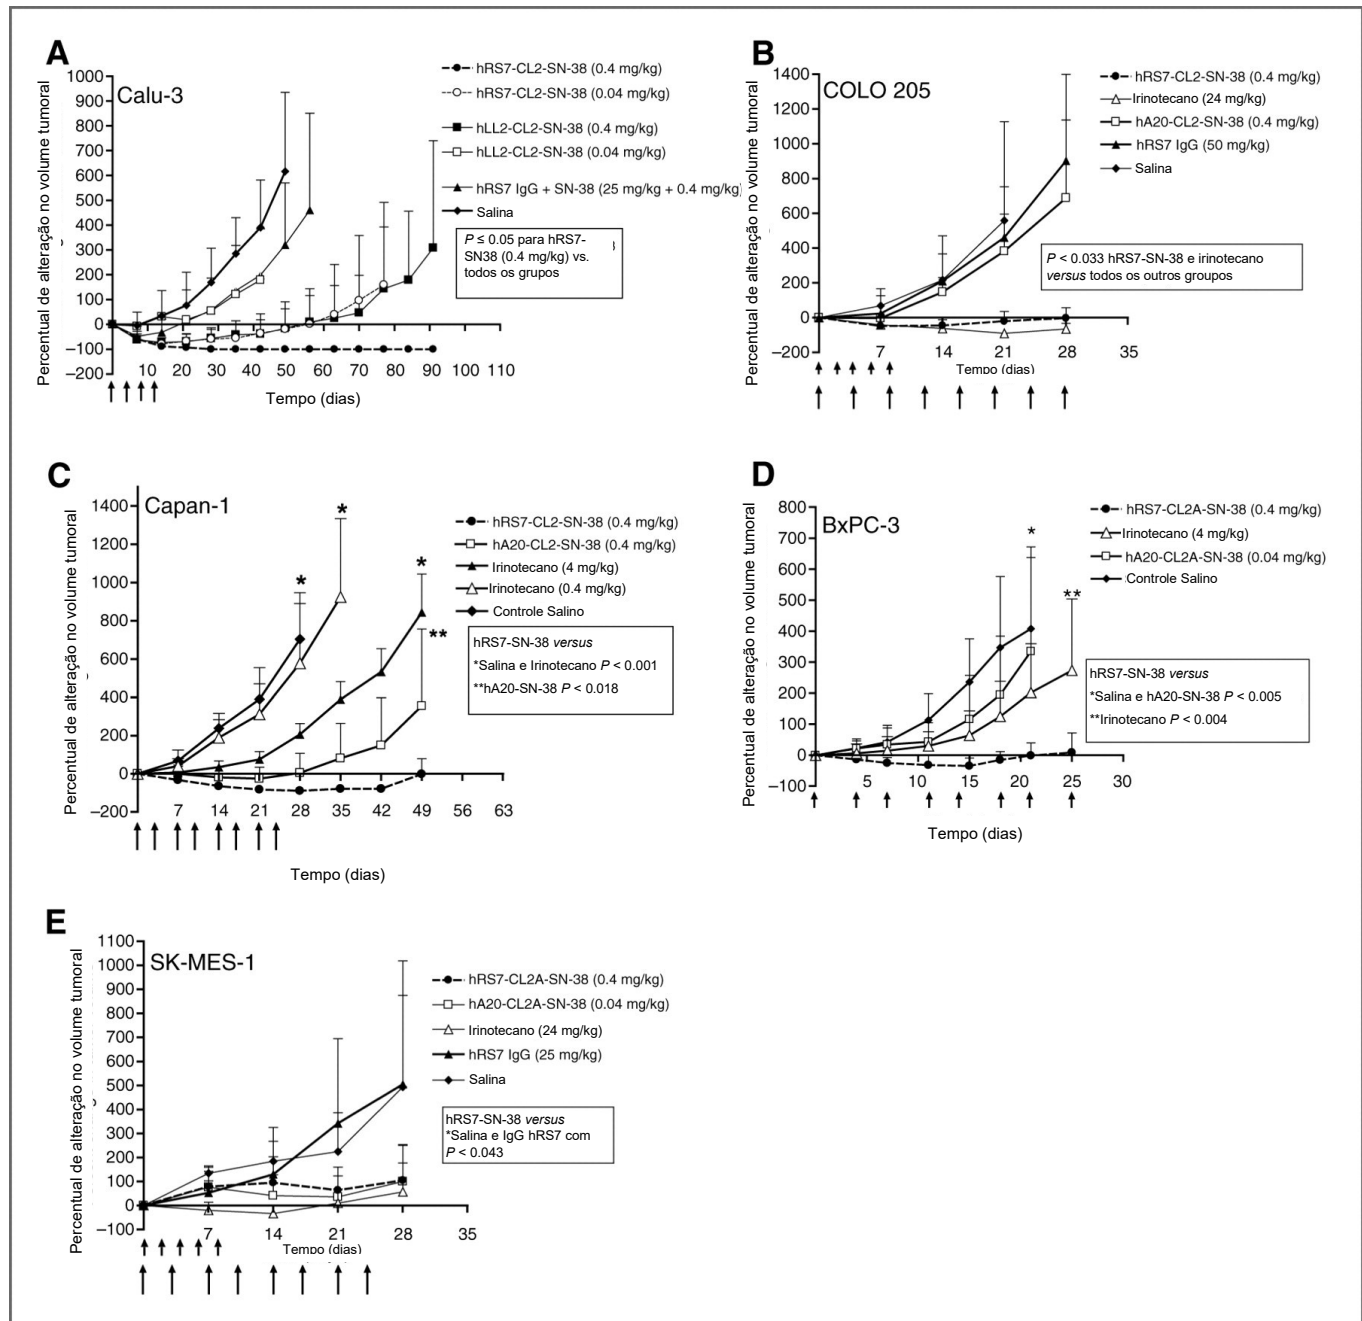 A
Percentual de alteração no volume tumoral
Calu-3
1000
900
800
700
600
500
400
300
200
100
0
–100
–200
10 20 30 40 50 60 70 80 90 100 110
Tempo (dias)
hRS7-CL2-SN-38 (0.4 mg/kg)
hRS7-CL2-SN-38 (0.04 mg/kg)
hLL2-CL2-SN-38 (0.4 mg/kg)
hLL2-CL2-SN-38 (0.04 mg/kg)
hRS7 IgG + SN-38 (25 mg/kg + 0.4 mg/kg)
Salina
P ≤ 0.05 para hRS7-
SN38 (0.4 mg/kg) vs.
todos os grupos
B
Percentual de alteração no volume tumoral
COLO 205
1400
1200
1000
800
600
400
200
0
–200
7 14 21 28 35
Tempo (dias)
hRS7-CL2-SN-38 (0.4 mg/kg)
Irinotecano (24 mg/kg)
hA20-CL2-SN-38 (0.4 mg/kg)
hRS7 IgG (50 mg/kg)
Salina
P < 0.033 hRS7-SN-38 e irinotecano
versus todos os outros grupos
C
Percentual de alteração no volume tumoral
Capan-1
1400
1200
1000
800
600
400
200
0
–200
7 14 21 28 35 42 49 56 63
Tempo (dias)
*
*
*
**
hRS7-CL2-SN-38 (0.4 mg/kg)
hA20-CL2-SN-38 (0.4 mg/kg)
Irinotecano (4 mg/kg)
Irinotecano (0.4 mg/kg)
Controle Salino
hRS7-SN-38 versus
*Salina e Irinotecano P < 0.001
**hA20-SN-38 P < 0.018
D
Percentual de alteração no volume tumoral
BxPC-3
800
700
600
500
400
300
200
100
0
–100
5 10 15 20 25 30
Tempo (dias)
*
**
hRS7-CL2A-SN-38 (0.4 mg/kg)
Irinotecano (4 mg/kg)
hA20-CL2A-SN-38 (0.04 mg/kg)
Controle Salino
hRS7-SN-38 versus
*Salina e hA20-SN-38 P < 0.005
**Irinotecano P < 0.004
E
Percentual de alteração no volume tumoral
SK-MES-1
1100
1000
900
800
700
600
500
400
300
200
100
0
–100
7 14 21 28 35
Tempo (dias)
hRS7-CL2A-SN-38 (0.4 mg/kg)
hA20-CL2A-SN-38 (0.04 mg/kg)
Irinotecano (24 mg/kg)
hRS7 IgG (25 mg/kg)
Salina
hRS7-SN-38 versus
*Salina e IgG hRS7 com
P < 0.043